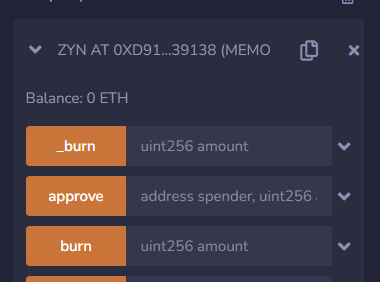 ZYN AT 0XD91...39138 (MEMO
Balance: 0 ETH
_burn
uint256 amount
approve
address spender, uint256
burn
uint256 amount